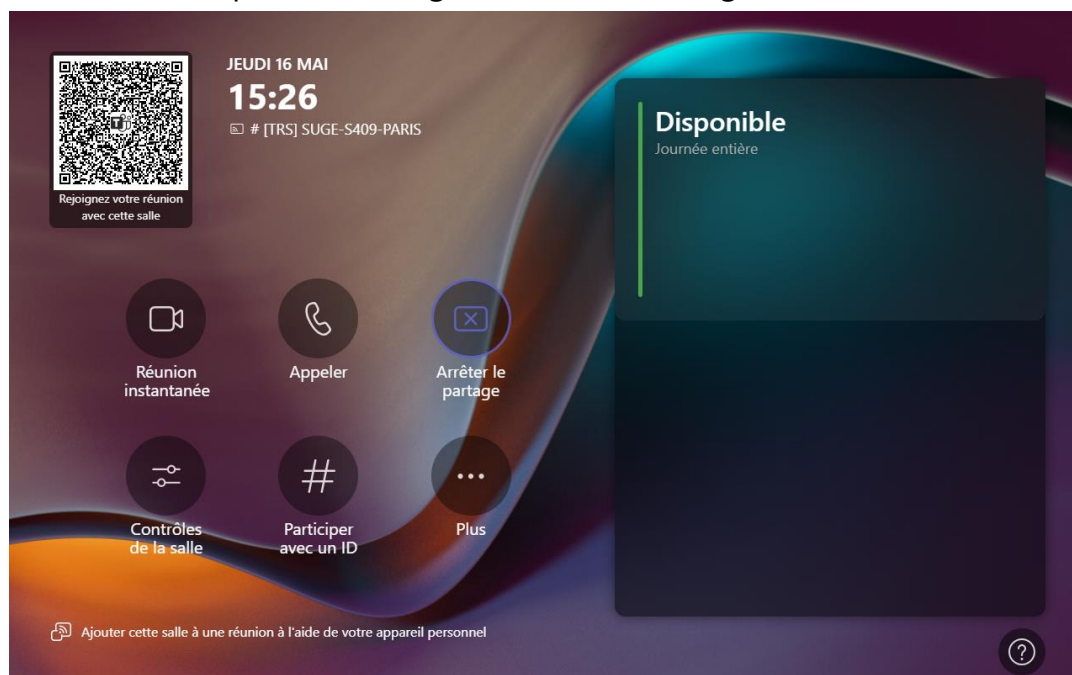 JEUDI 16 MAI
15:26
# [TRS] SUGE-S409-PARIS
Rejoignez votre réunion
avec cette salle
Disponible
Journée entière
Réunion
instantanée
Appeler
Arrêter le
partage
Contrôles
de la salle
Participer
avec un ID
Plus
Ajouter cette salle à une réunion à l'aide de votre appareil personnel